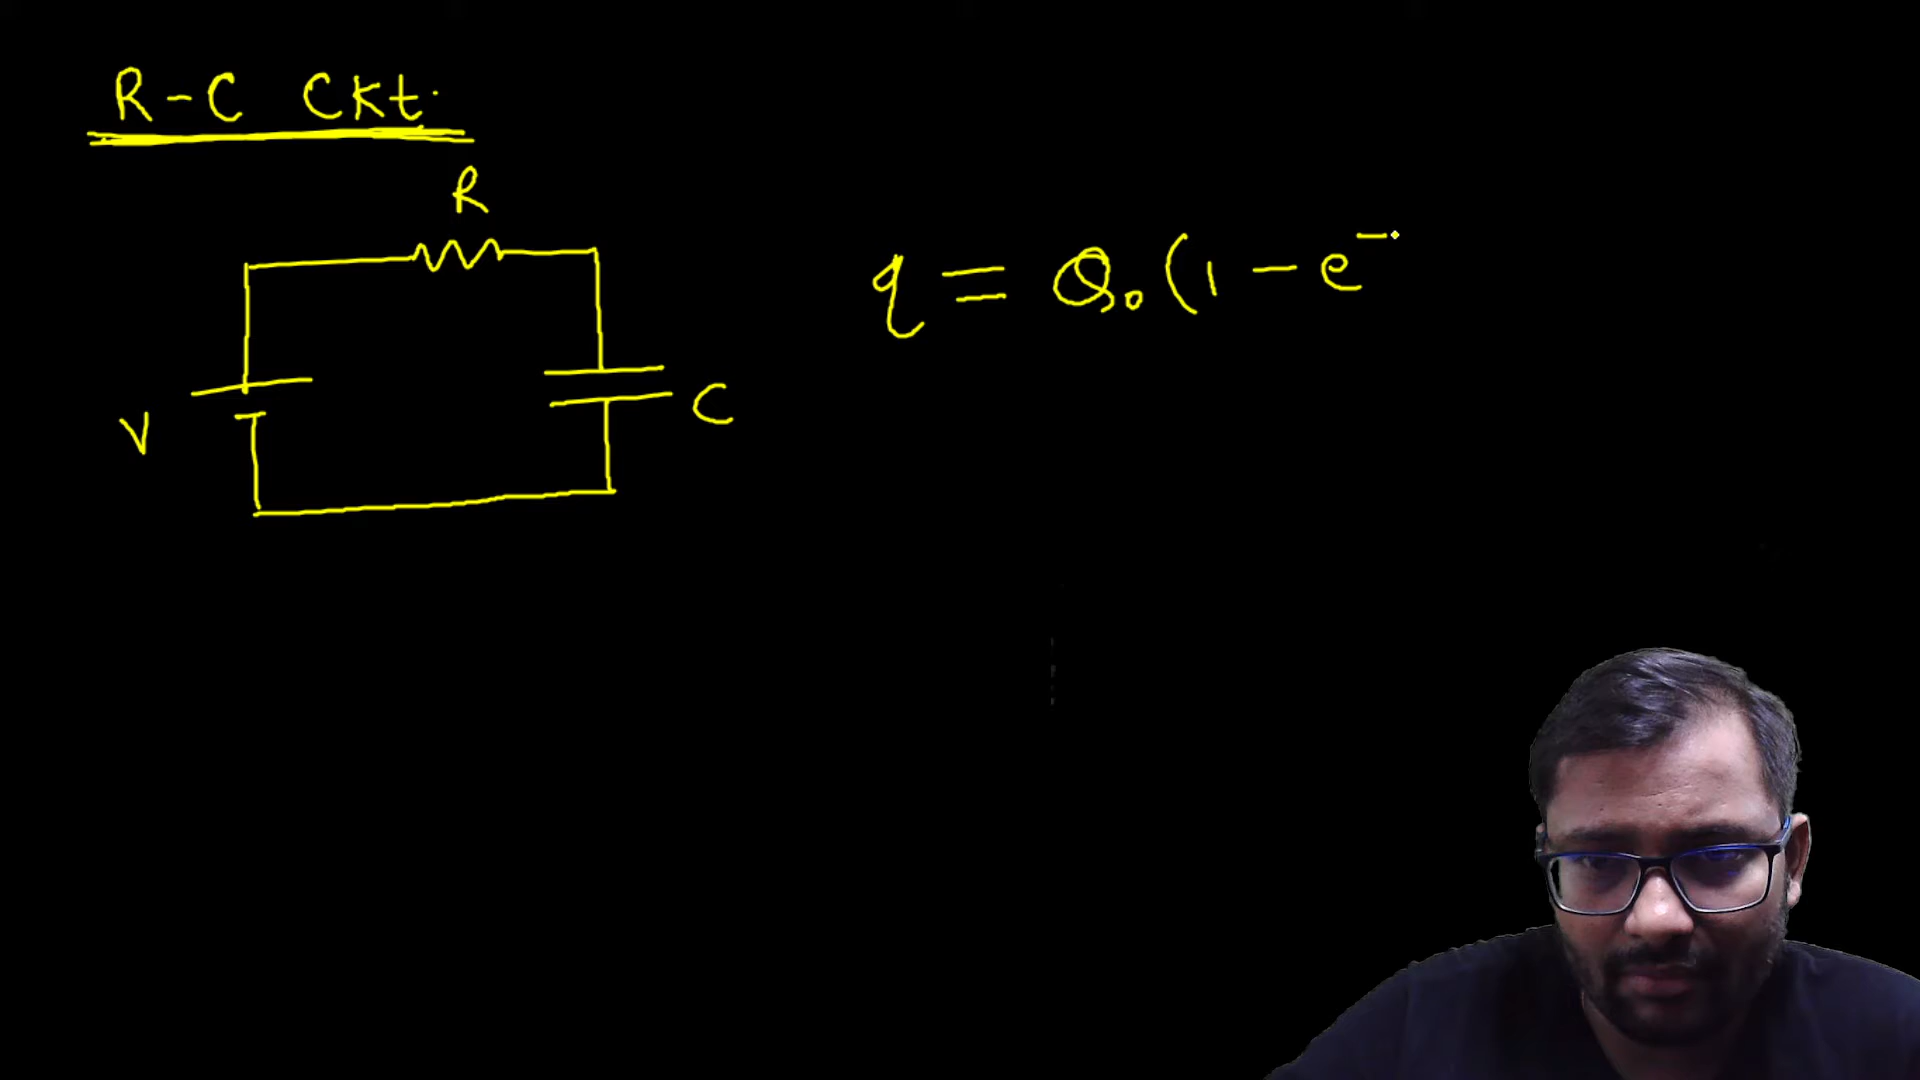 R-C Ckt.
R
q = Q₀(1 - e⁻
V
C